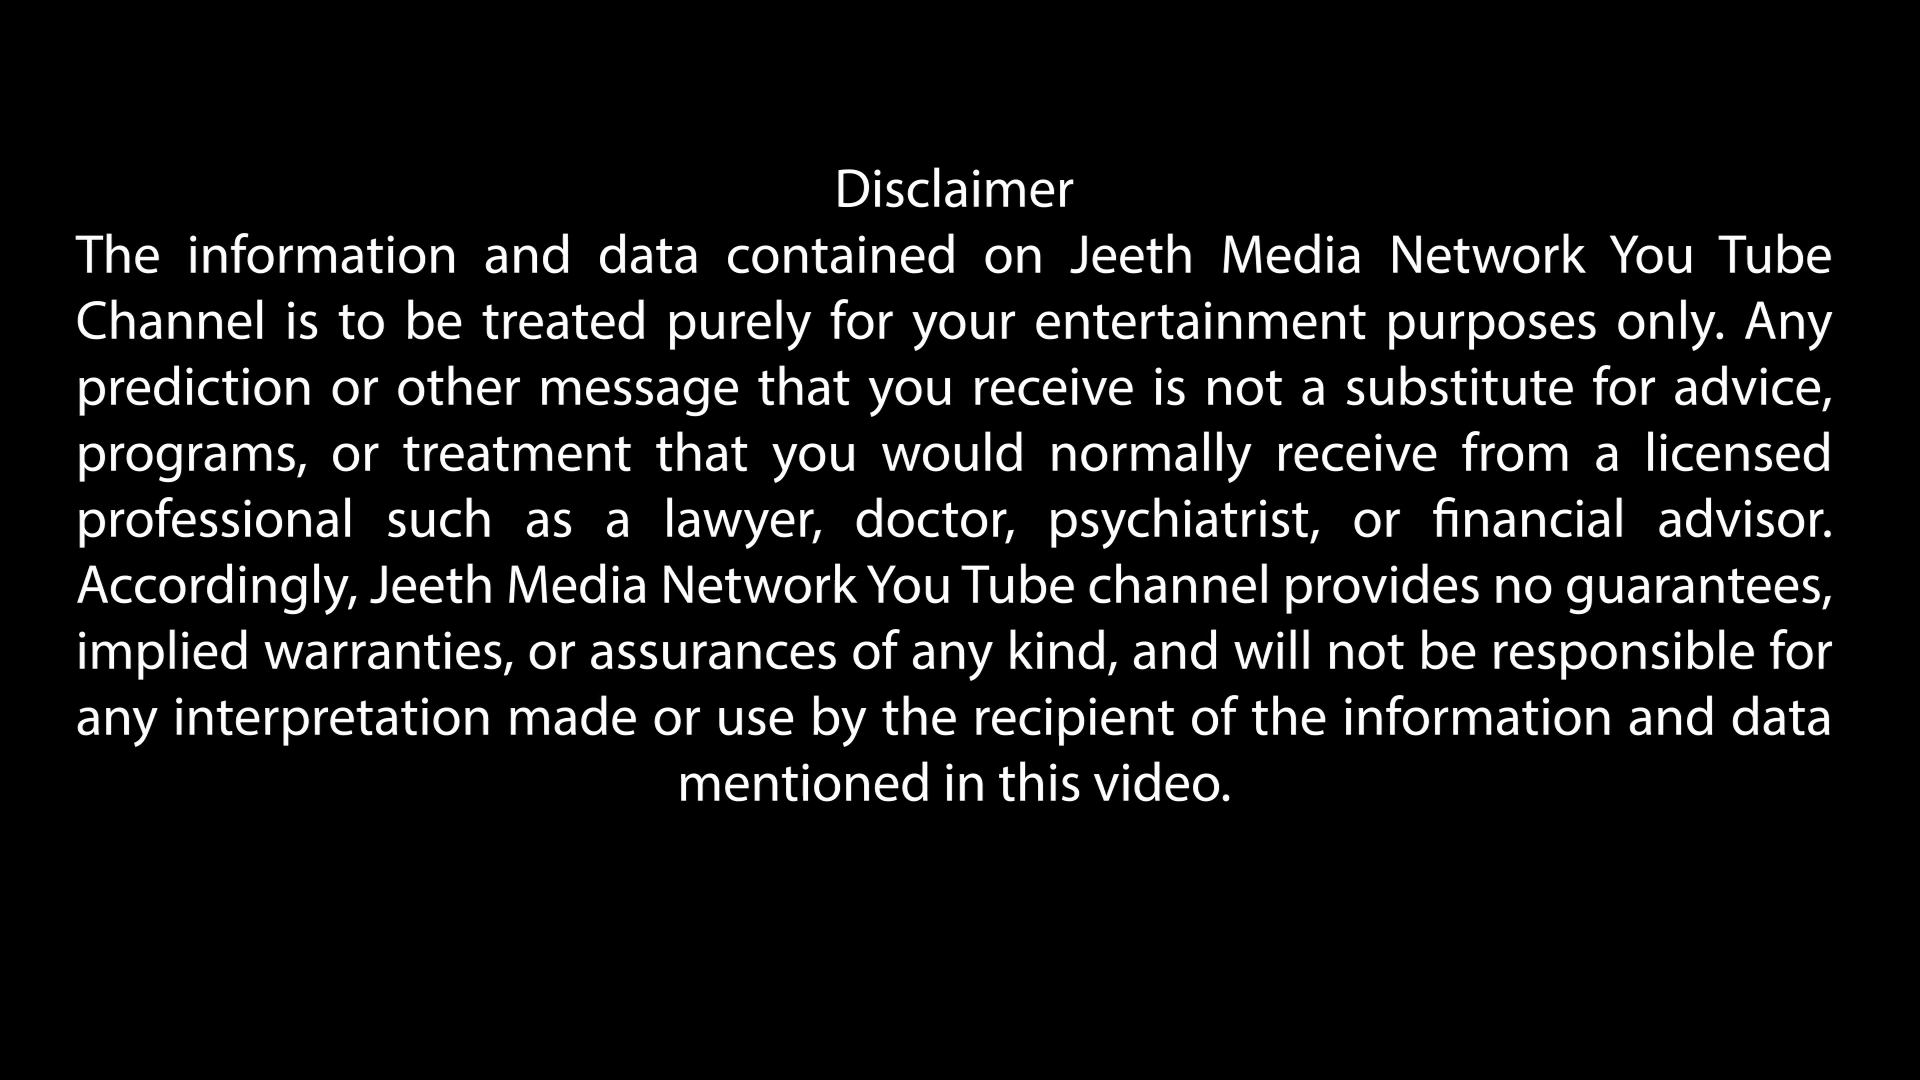 Disclaimer
The information and data contained on Jeeth Media Network You Tube
Channel is to be treated purely for your entertainment purposes only. Any
prediction or other message that you receive is not a substitute for advice,
programs, or treatment that you would normally receive from a licensed
professional such as a lawyer, doctor, psychiatrist, or financial advisor.
Accordingly, Jeeth Media Network You Tube channel provides no guarantees,
implied warranties, or assurances of any kind, and will not be responsible for
any interpretation made or use by the recipient of the information and data
mentioned in this video.